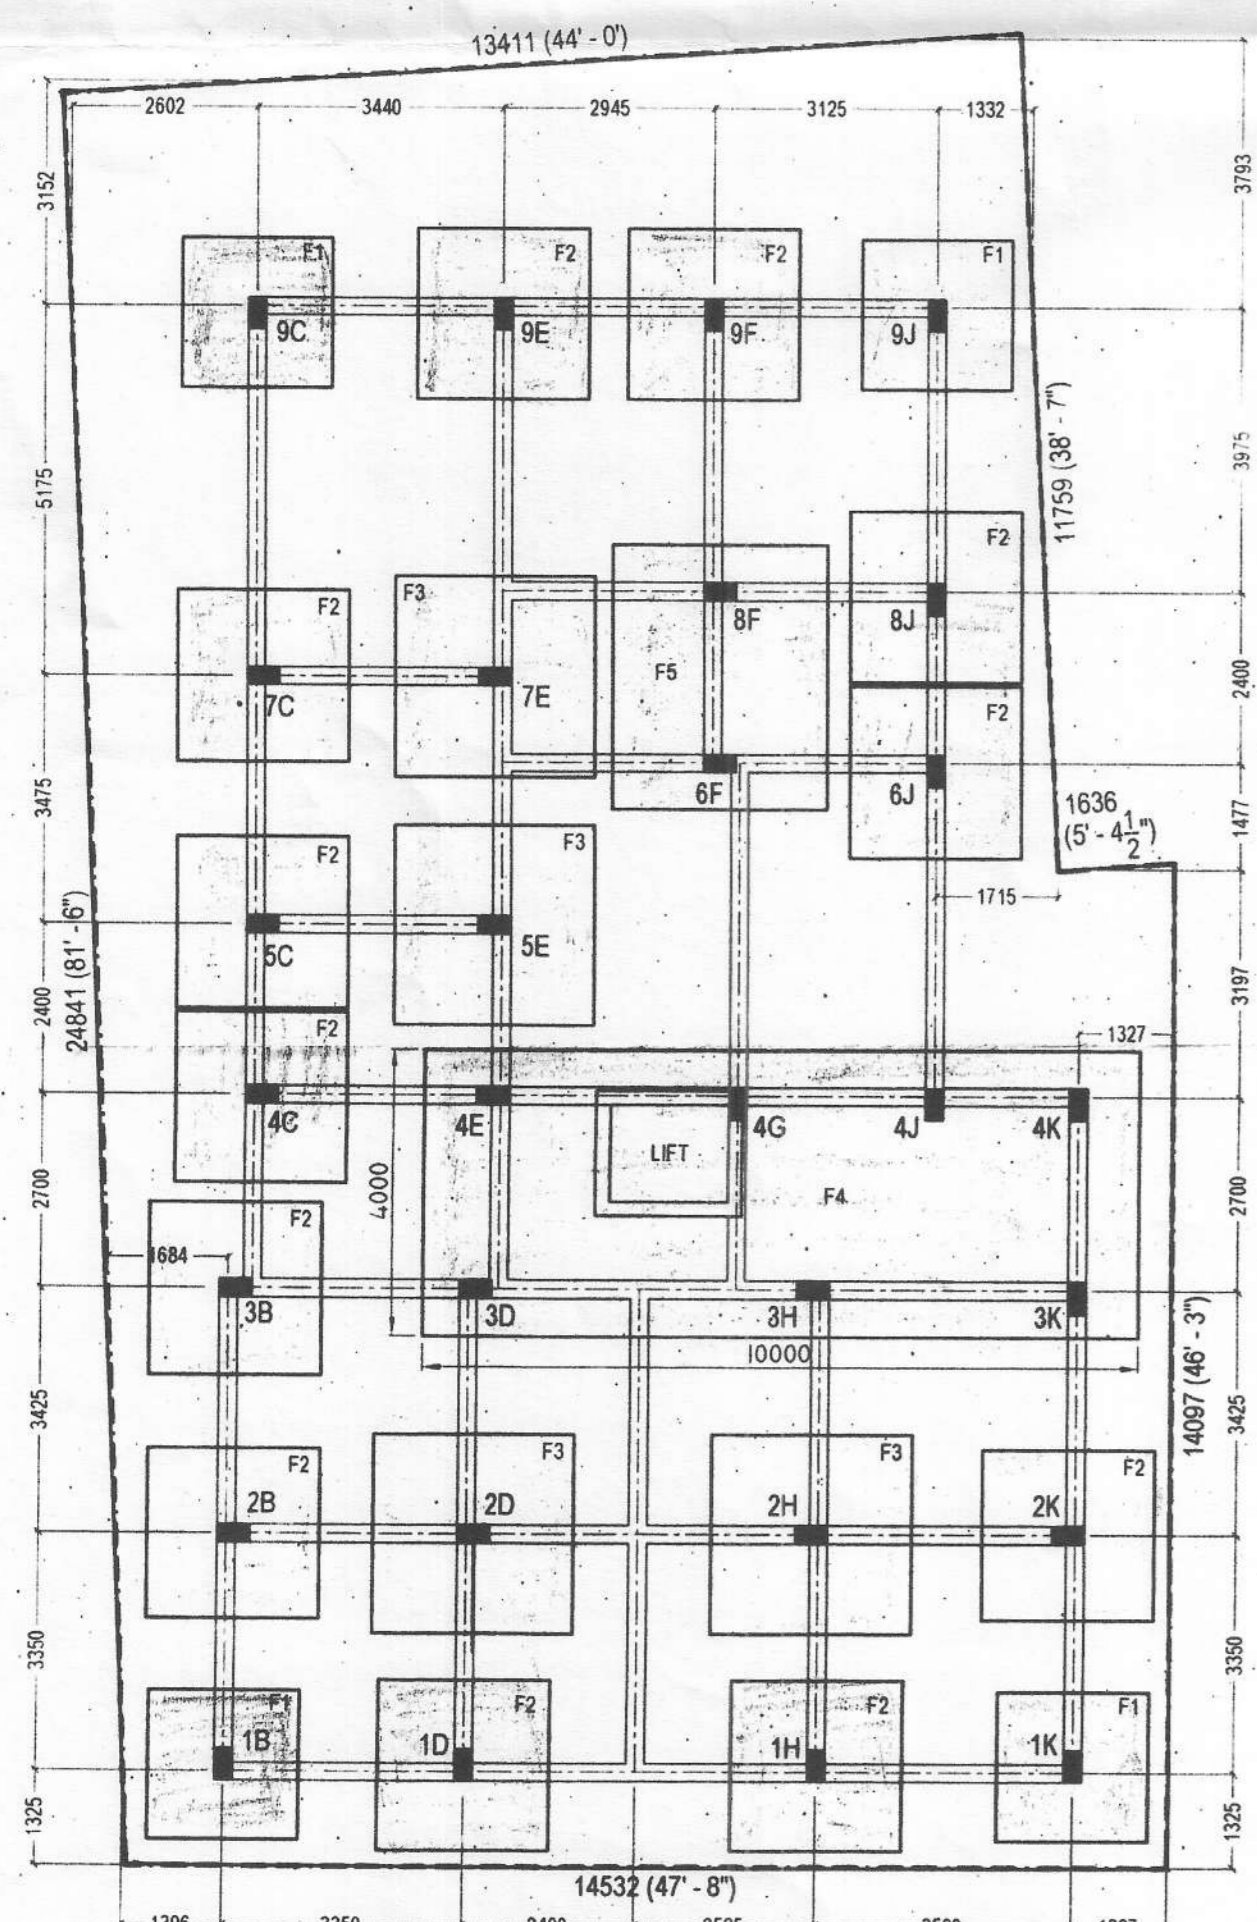 13411 (44' - 0')
2602 3440 2945 3125 1332
3152
3793
F1 F2 F2 F1
9C 9E 9F 9J
5175
3975
11759 (38' - 7")
F2
F2 F3
8F 8J
F5
7C 7E
2400
F2
6F 6J
3475
1636
(5' - 4 1/2")
1477
F2 F3
1715
5C 5E
24841 (81' - 6")
2400
3197
F2
1327
4C 4E 4G 4J 4K
LIFT
4000
F4
2700
2700
F2
1684
3B 3D 3H 3K
10000
14097 (46' - 3")
3425
3425
F2 F3 F3 F2
2B 2D 2H 2K
3350
3350
F1 F2 F2 F1
1B 1D 1H 1K
1325
1325
14532 (47' - 8")